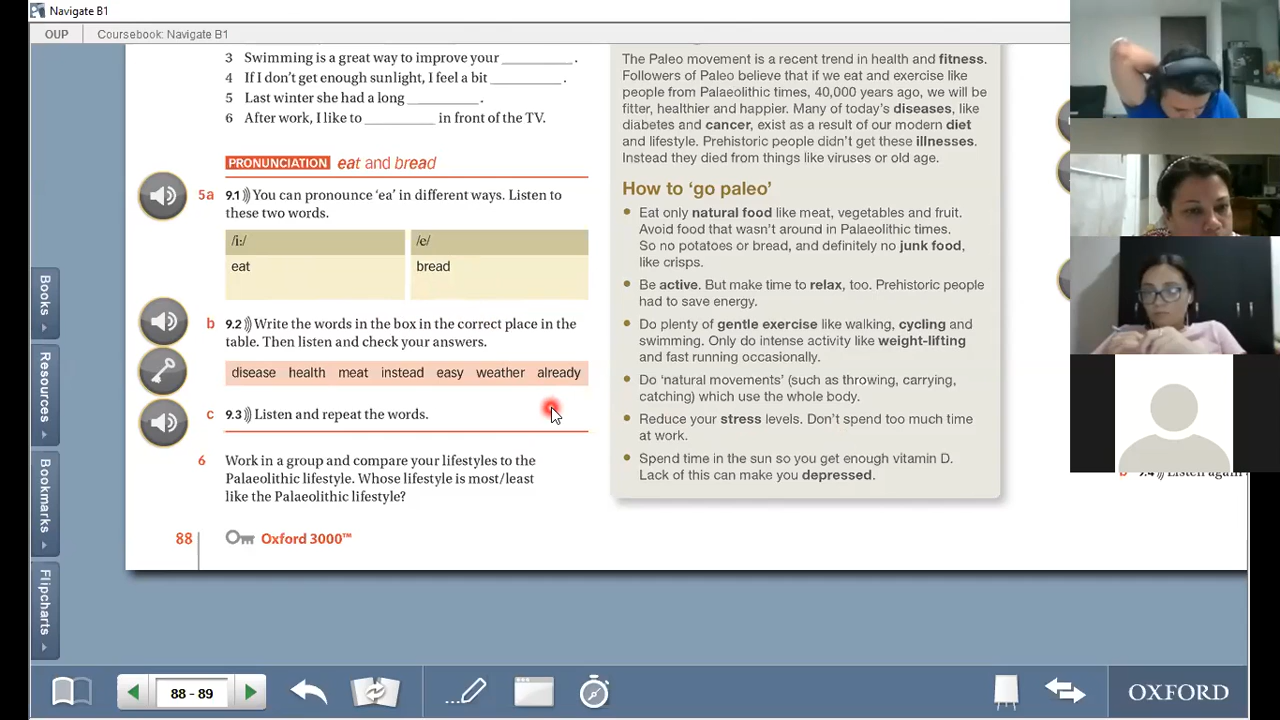 Navigate B1
OUP
Coursebook: Navigate B1
3 Swimming is a great way to improve your __________ .
4 If I don't get enough sunlight, I feel a bit __________ .
5 Last winter she had a long __________ .
6 After work, I like to __________ in front of the TV.
PRONUNCIATION eat and bread
5a 9.1 You can pronounce 'ea' in different ways. Listen to
these two words.
/iː/ /e/
eat bread
b 9.2 Write the words in the box in the correct place in the
table. Then listen and check your answers.
disease health meat instead easy weather already
c 9.3 Listen and repeat the words.
6 Work in a group and compare your lifestyles to the
Palaeolithic lifestyle. Whose lifestyle is most/least
like the Palaeolithic lifestyle?
88 Oxford 3000™
The Paleo movement is a recent trend in health and fitness.
Followers of Paleo believe that if we eat and exercise like
people from Palaeolithic times, 40,000 years ago, we will be
fitter, healthier and happier. Many of today's diseases, like
diabetes and cancer, exist as a result of our modern diet
and lifestyle. Prehistoric people didn't get these illnesses.
Instead they died from things like viruses or old age.
How to 'go paleo'
• Eat only natural food like meat, vegetables and fruit.
Avoid food that wasn't around in Palaeolithic times.
So no potatoes or bread, and definitely no junk food,
like crisps.
• Be active. But make time to relax, too. Prehistoric people
had to save energy.
• Do plenty of gentle exercise like walking, cycling and
swimming. Only do intense activity like weight-lifting
and fast running occasionally.
• Do 'natural movements' (such as throwing, carrying,
catching) which use the whole body.
• Reduce your stress levels. Don't spend too much time
at work.
• Spend time in the sun so you get enough vitamin D.
Lack of this can make you depressed.
Listen again
Books
Resources
Bookmarks
Flipcharts
88 - 89
OXFORD